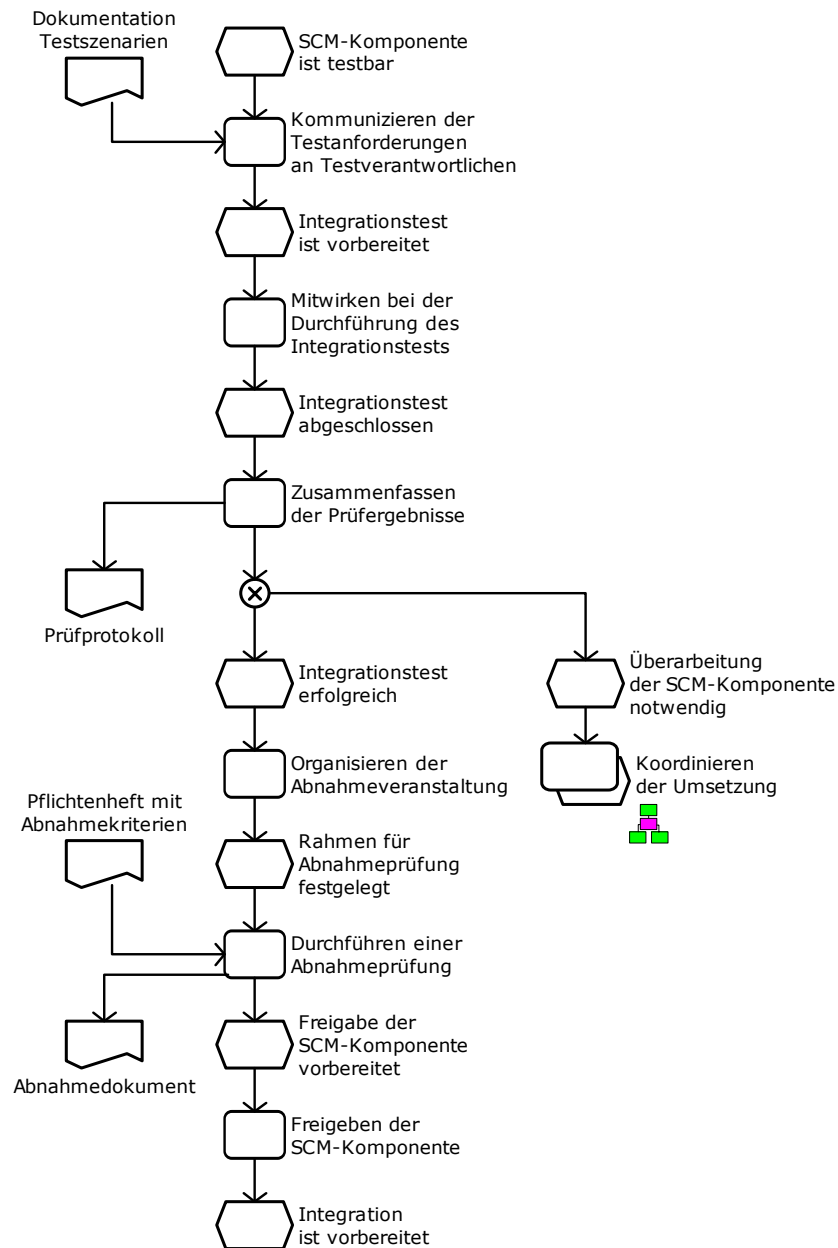 Dokumentation
Testszenarien
SCM-Komponente
ist testbar
Kommunizieren der
Testanforderungen
an Testverantwortlichen
Integrationstest
ist vorbereitet
Mitwirken bei der
Durchführung des
Integrationstests
Integrationstest
abgeschlossen
Zusammenfassen
der Prüfergebnisse
Prüfprotokoll
Integrationstest
erfolgreich
Überarbeitung
der SCM-Komponente
notwendig
Organisieren der
Abnahmeveranstaltung
Koordinieren
der Umsetzung
Pflichtenheft mit
Abnahmekriterien
Rahmen für
Abnahmeprüfung
festgelegt
Durchführen einer
Abnahmeprüfung
Abnahmedokument
Freigabe der
SCM-Komponente
vorbereitet
Freigeben der
SCM-Komponente
Integration
ist vorbereitet